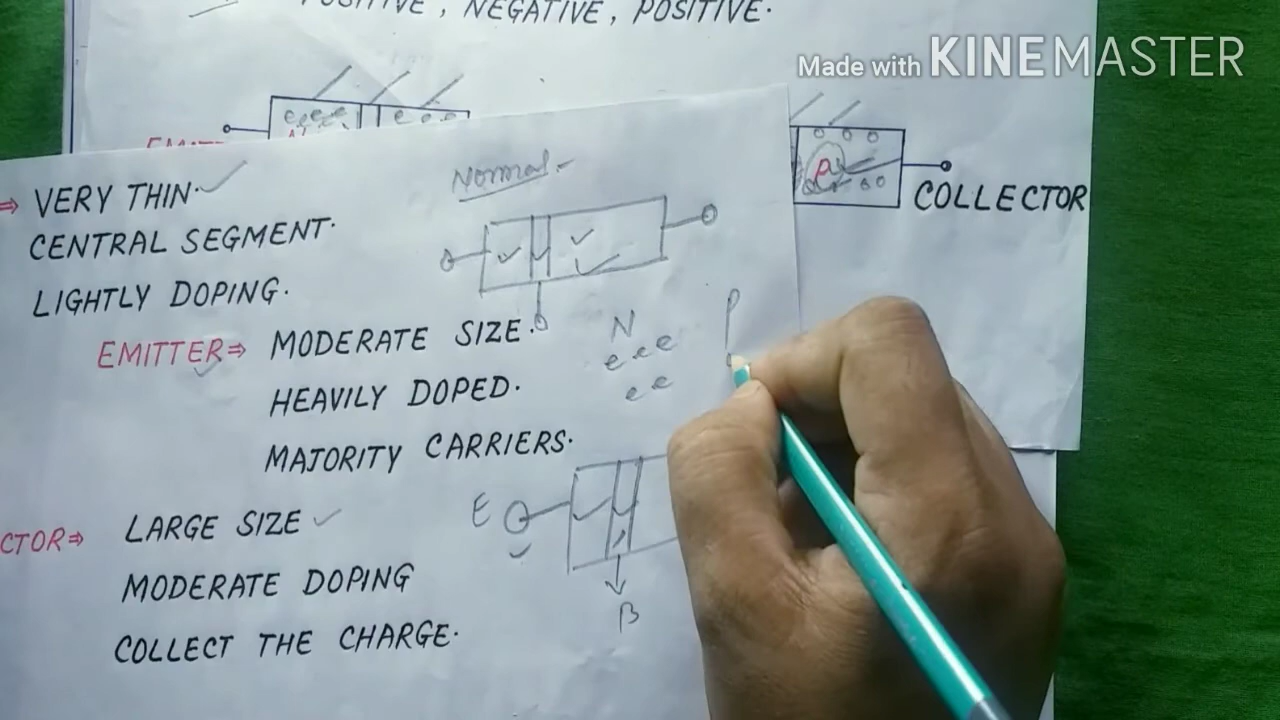 POSITIVE, NEGATIVE, POSITIVE.
Made with KINEMASTER
e e e e e e e
P
COLLECTOR
Normal-
⇒ VERY THIN.
CENTRAL SEGMENT.
LIGHTLY DOPING.
EMITTER⇒ MODERATE SIZE.
HEAVILY DOPED.
MAJORITY CARRIERS.
N P
e e e
e e
CTOR⇒ LARGE SIZE
MODERATE DOPING
COLLECT THE CHARGE.
E
B